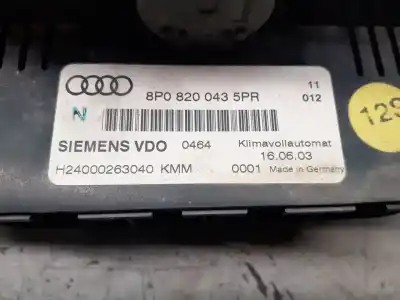 8P0 820 043 5PR
11
012
N
SIEMENS VDO 0464 Klimavollautomat
16.06.03
H24000263040 KMM 0001 Made in Germany